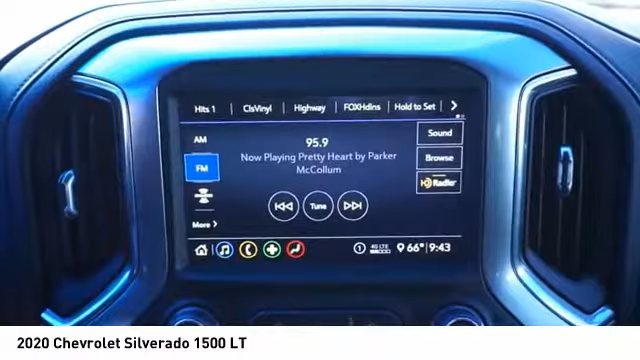 Hits 1 | ClsVinyl | Highway | FOXHdlns | Hold to Set
AM
95.9
Sound
FM
Now Playing Pretty Heart by Parker
McCollum
Browse
HD Radio
Tune
More
1 4G LTE 66° 9:43
2020 Chevrolet Silverado 1500 LT